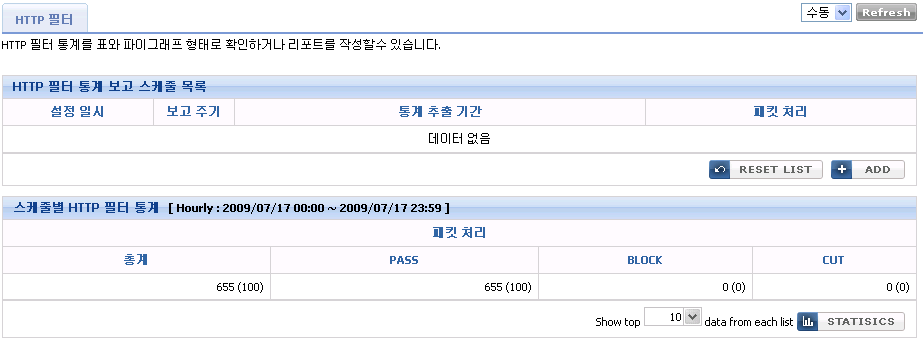 HTTP 필터
수동 Refresh
HTTP 필터 통계를 표와 파이그래프 형태로 확인하거나 리포트를 작성할수 있습니다.
HTTP 필터 통계 보고 스케줄 목록
설정 일시 보고 주기 통계 추출 기간 패킷 처리
데이터 없음
RESET LIST ADD
스케줄별 HTTP 필터 통계 [ Hourly : 2009/07/17 00:00 ~ 2009/07/17 23:59 ]
패킷 처리
총계 PASS BLOCK CUT
655 (100) 655 (100) 0 (0) 0 (0)
Show top 10 data from each list STATISICS